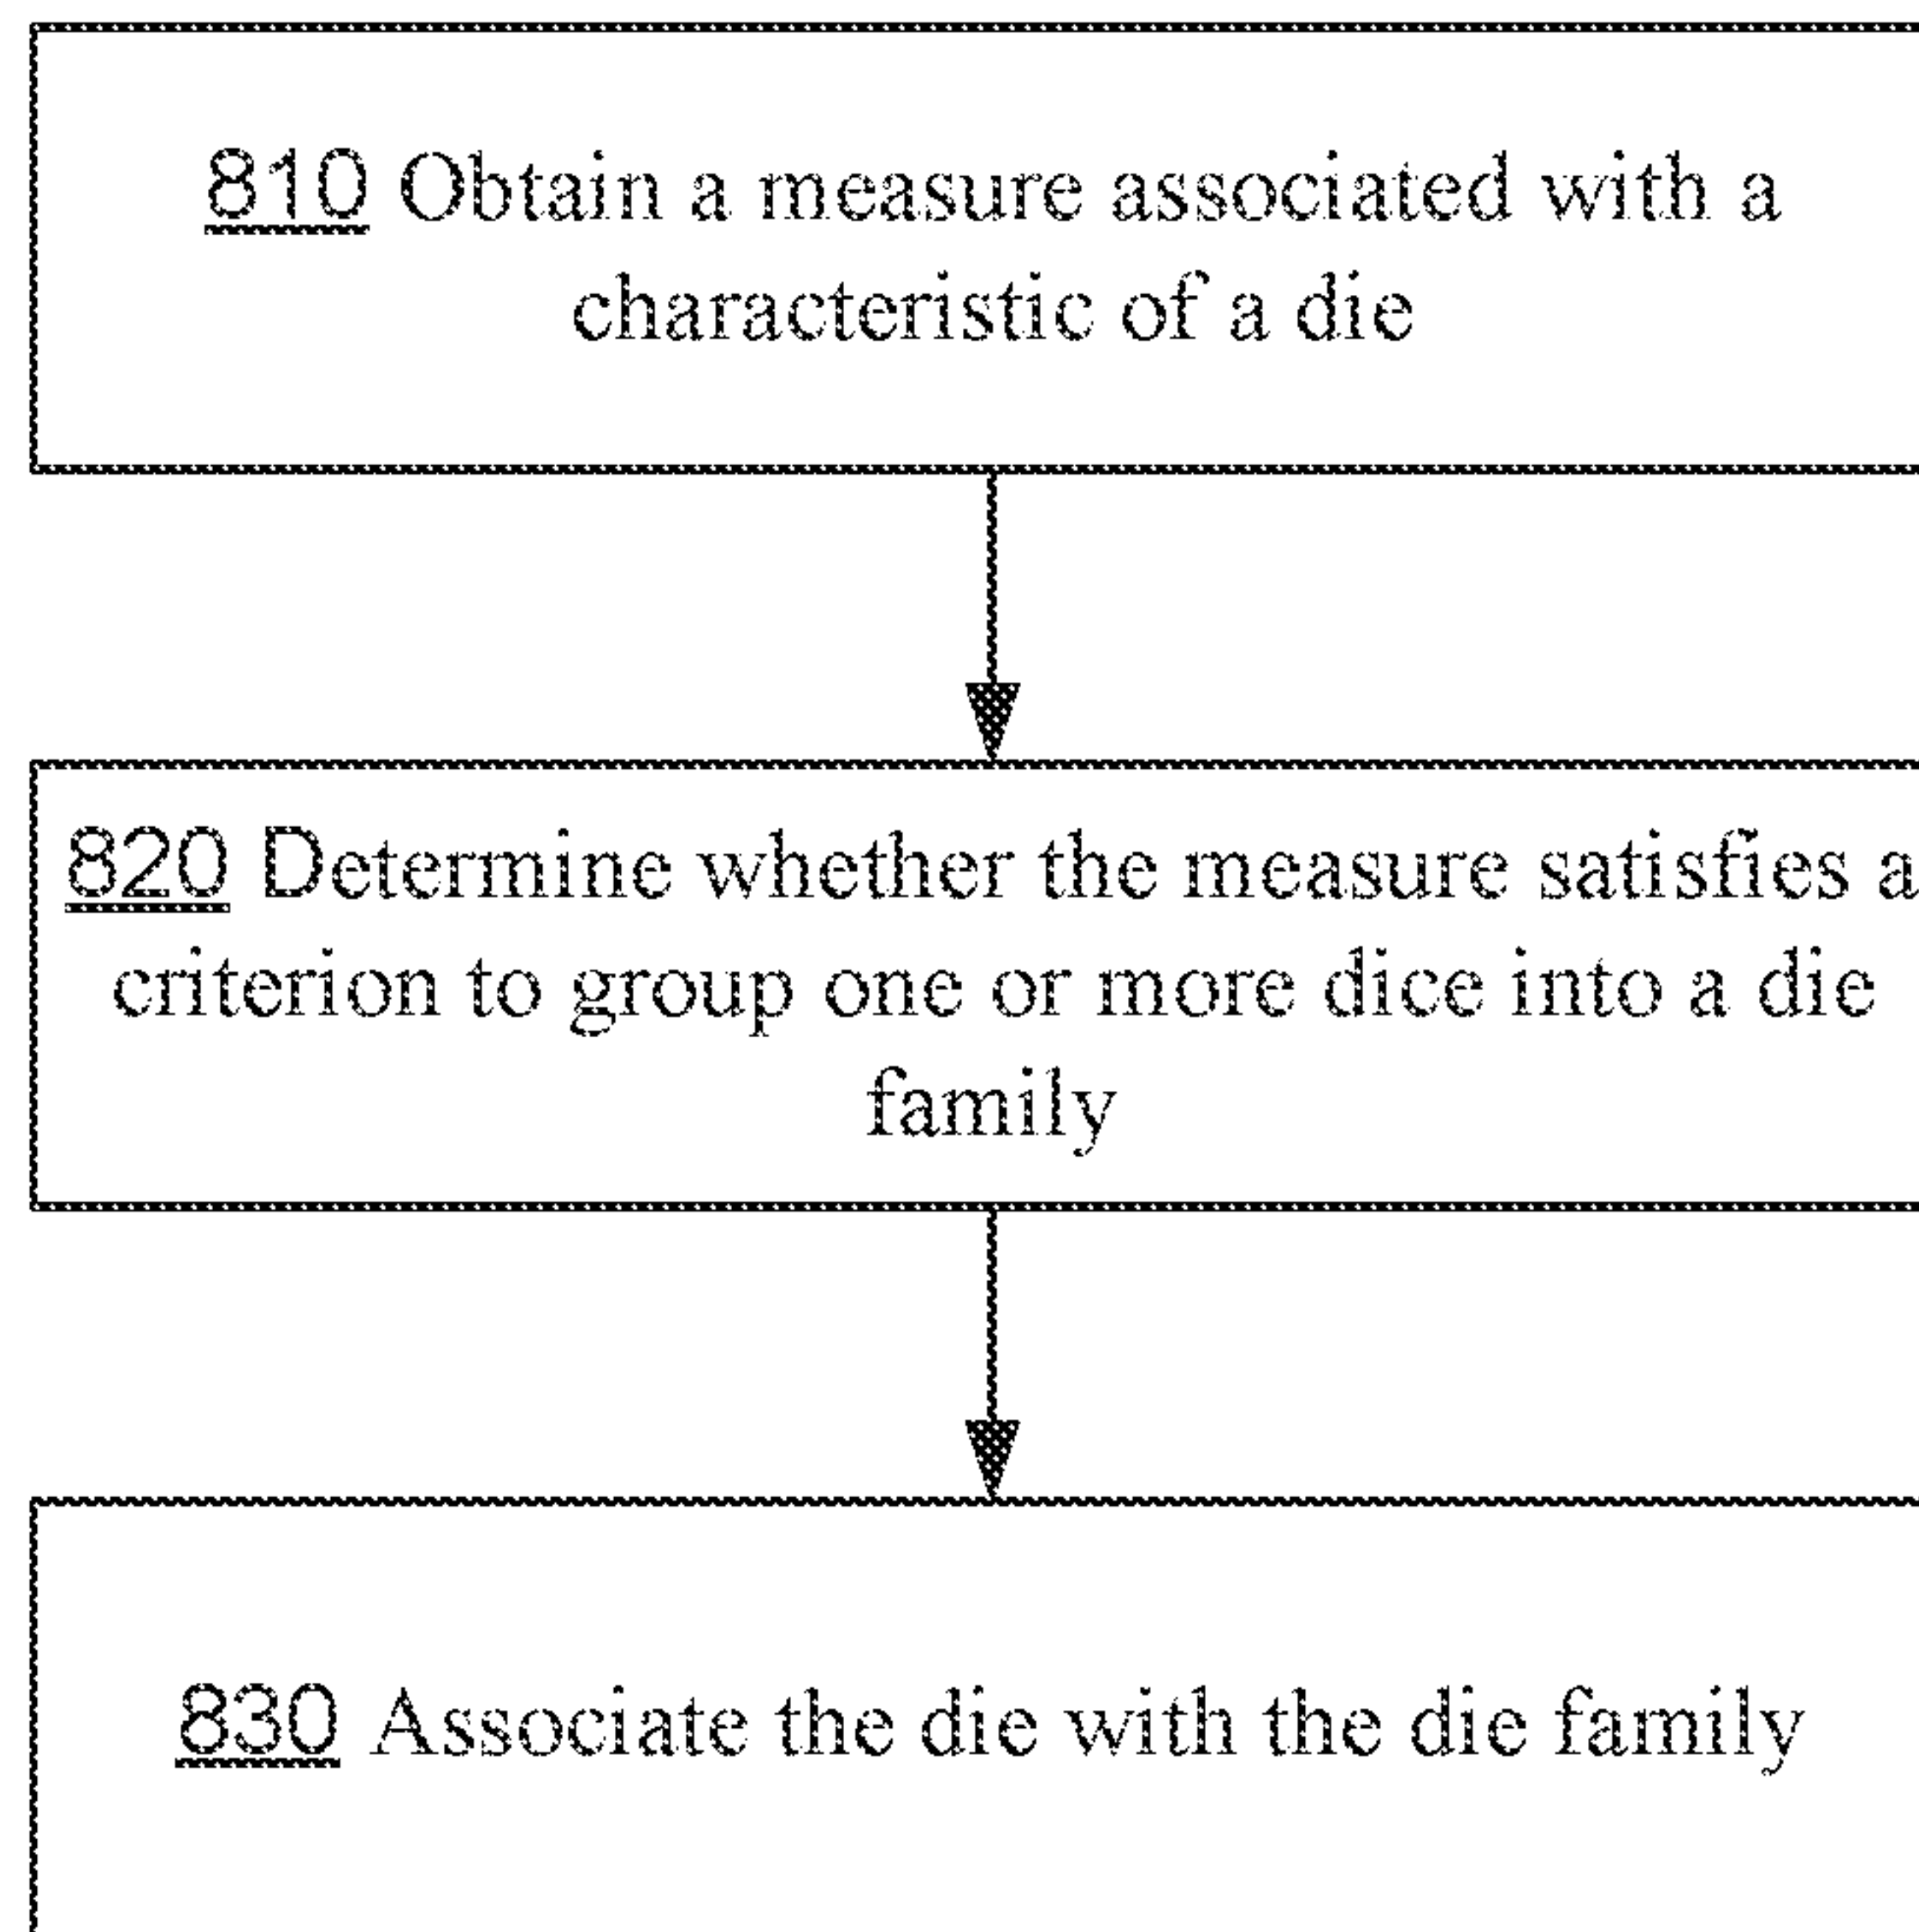 810 Obtain a measure associated with a
characteristic of a die
820 Determine whether the measure satisfies a
criterion to group one or more dice into a die
family
830 Associate the die with the die family